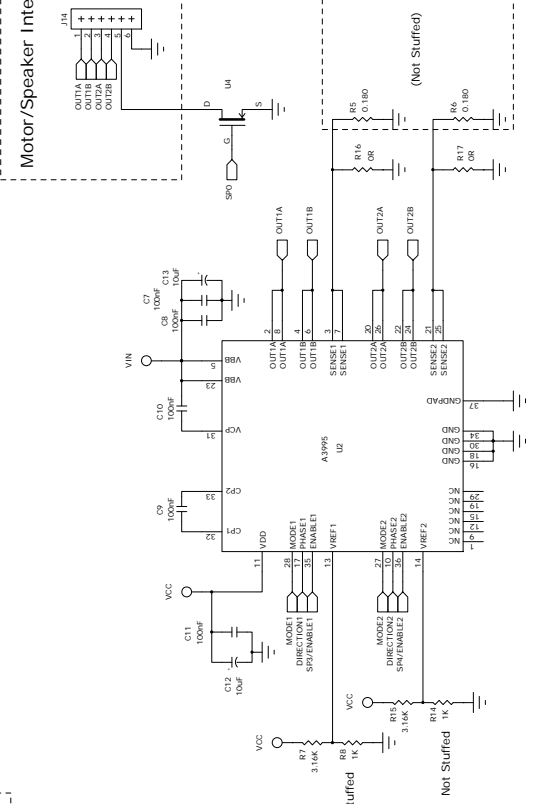 Motor/Speaker Inte
J14
1
2
3
4
5
6
OUT1A
OUT1B
OUT2A
OUT2B
U4
D
S
G
SPO
(Not Stuffed)
R5
0.180
R6
0.180
R16
0R
R17
0R
OUT1A
OUT1B
OUT2A
OUT2B
VIN
C13
10uF
C7
100nF
C8
100nF
C10
100nF
C9
100nF
VCC
C11
100nF
C12
10uF
A3995
U2
5 VBB
23 VBB
31 VCP
33 CP2
32 CP1
11 VDD
2 OUT1A
8 OUT1A
4 OUT1B
6 OUT1B
3 SENSE1
7 SENSE1
20 OUT2A
26 OUT2A
22 OUT2B
24 OUT2B
21 SENSE2
25 SENSE2
GNDPAD 37
GND 34
GND 30
GND 18
GND 16
NC 29
NC 19
NC 15
NC 12
NC 9
NC 1
MODE1 28 MODE1
DIRECTION1 17 PHASE1
SP3/ENABLE1 35 ENABLE1
13 VREF1
MODE2 27 MODE2
DIRECTION2 10 PHASE2
SP4/ENABLE2 36 ENABLE2
14 VREF2
VCC
R15
3.16K
R14
1K
VCC
R7
3.16K
R8
1K
Not Stuffed
tuffed